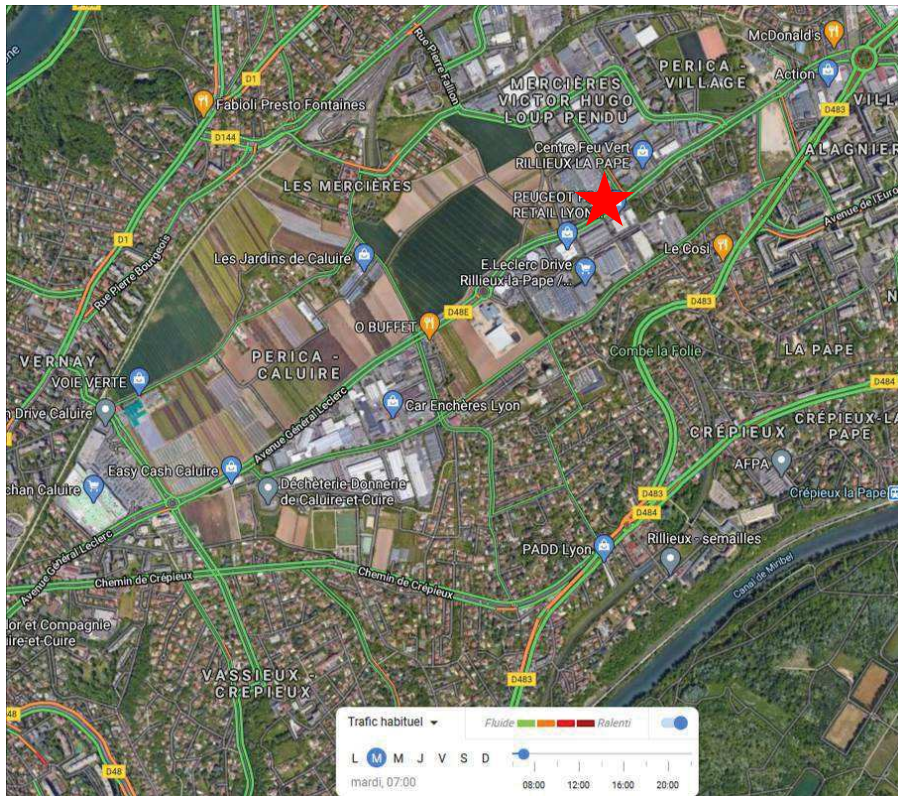 McDonald's
Action
PERICA
VILLAGE
MERCIÈRES
VICTOR HUGO
LOUP PENDU
Rue Pierre Fallion
D1
Fabioli Presto Fontaines
D144
D483
ALAGNIER
Centre Feu Vert
RILLIEUX LA PAPE
LES MERCIÈRES
PEUGEOT
RETAIL LYON
Avenue de l'Euro
D1
Rue Pierre Bourgeois
Les Jardins de Caluire
E.Leclerc Drive
Rillieux-la-Pape /...
Le Cosi
D483
D48E
O BUFFET
Combe la Folie
LA PAPE
VERNAY
PERICA -
CALUIRE
VOIE VERTE
n Drive Caluire
Car Enchères Lyon
Avenue Général Leclerc
D484
CRÉPIEUX
CRÉPIEUX-LA
PAPE
AFPA
Easy Cash Caluire
chan Caluire
Déchèterie-Donnerie
de Caluire-et-Cuire
Crépieux la Pape
D483
D484
Avenue Général Leclerc
PADD Lyon
Rillieux - semailles
Canal de Miribel
Chemin de Crépieux
Chemin de Crépieux
lor et Compagnie
uire-et-Cuire
VASSIEUX -
CREPIEUX
D483
D48
Trafic habituel
Fluide
Ralenti
L M M J V S D
mardi, 07:00
08:00 12:00 16:00 20:00